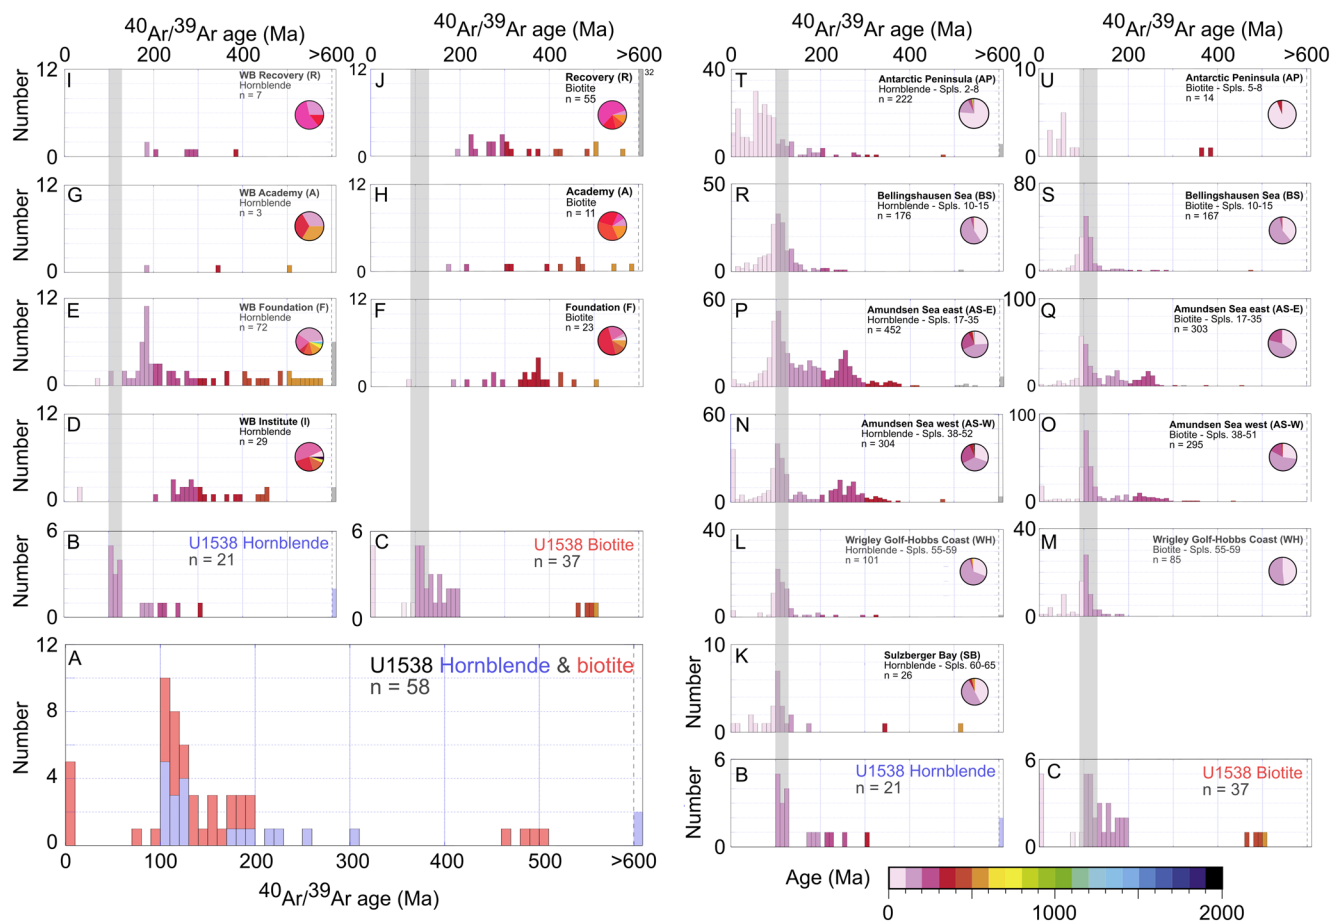 40Ar/39Ar age (Ma)
0 200 400 >600
0 200 400 >600
I
WB Recovery (R)
Hornblende
n = 7
12
0
Number
J
Recovery (R)
Biotite
n = 55
32
12
0
G
WB Academy (A)
Hornblende
n = 3
12
0
Number
H
Academy (A)
Biotite
n = 11
12
0
E
WB Foundation (F)
Hornblende
n = 72
12
0
Number
F
Foundation (F)
Biotite
n = 23
12
0
D
WB Institute (I)
Hornblende
n = 29
12
0
Number
B
U1538 Hornblende
n = 21
6
0
Number
C
U1538 Biotite
n = 37
6
0
A
U1538 Hornblende & biotite
n = 58
12
8
4
0
Number
0 100 200 300 400 500 >600
40Ar/39Ar age (Ma)
40Ar/39Ar age (Ma)
0 200 400 >600
0 200 400 >600
T
Antarctic Peninsula (AP)
Hornblende - Spls. 2-8
n = 222
40
0
Number
U
Antarctic Peninsula (AP)
Biotite - Spls. 5-8
n = 14
10
0
R
Bellingshausen Sea (BS)
Hornblende - Spls. 10-15
n = 176
50
0
Number
S
Bellingshausen Sea (BS)
Biotite - Spls. 10-15
n = 167
80
0
P
Amundsen Sea east (AS-E)
Hornblende - Spls. 17-35
n = 452
60
0
Number
Q
Amundsen Sea east (AS-E)
Biotite - Spls. 17-35
n = 303
100
0
N
Amundsen Sea west (AS-W)
Hornblende - Spls. 38-52
n = 304
60
0
Number
O
Amundsen Sea west (AS-W)
Biotite - Spls. 38-51
n = 295
100
0
L
Wrigley Golf-Hobbs Coast (WH)
Hornblende - Spls. 55-59
n = 101
40
0
Number
M
Wrigley Golf-Hobbs Coast (WH)
Biotite - Spls. 55-59
n = 85
40
0
K
Sulzberger Bay (SB)
Hornblende - Spls. 60-65
n = 26
10
0
Number
B
U1538 Hornblende
n = 21
6
0
Number
C
U1538 Biotite
n = 37
6
0
Age (Ma)
0 1000 2000